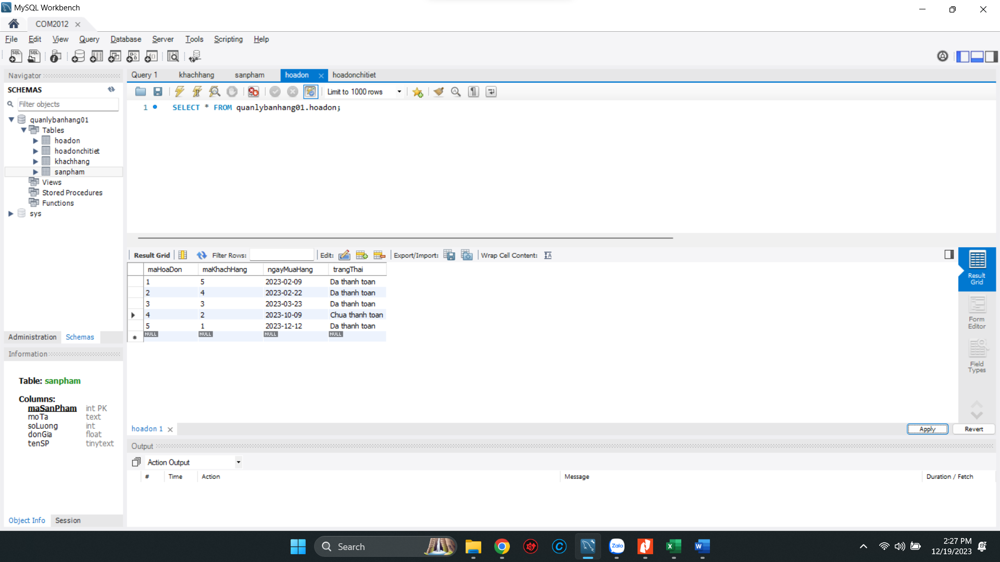 MySQL Workbench
COM2012
File Edit View Query Database Server Tools Scripting Help
Navigator
SCHEMAS
Filter objects
quanlybanhang01
Tables
hoadon
hoadonchitiet
khachhang
sanpham
Views
Stored Procedures
Functions
sys
Administration Schemas
Information
Table: sanpham
Columns:
maSanPham int PK
moTa text
soLuong int
donGia float
tenSP tinytext
Object Info Session
Query 1 khachhang sanpham hoadon hoadonchitiet
Limit to 1000 rows
1 SELECT * FROM quanlybanhang01.hoadon;
Result Grid Filter Rows: Edit: Export/Import: Wrap Cell Content:
maHoaDon maKhachHang ngayMuaHang trangThai
1 5 2023-02-09 Da thanh toan
2 4 2023-02-22 Da thanh toan
3 3 2023-03-23 Da thanh toan
4 2 2023-10-09 Chua thanh toan
5 1 2023-12-12 Da thanh toan
NULL NULL NULL NULL
Result
Grid
Form
Editor
Field
Types
hoadon 1
Apply Revert
Output
Action Output
# Time Action Message Duration / Fetch
Search
Zalo
2:27 PM
12/19/2023